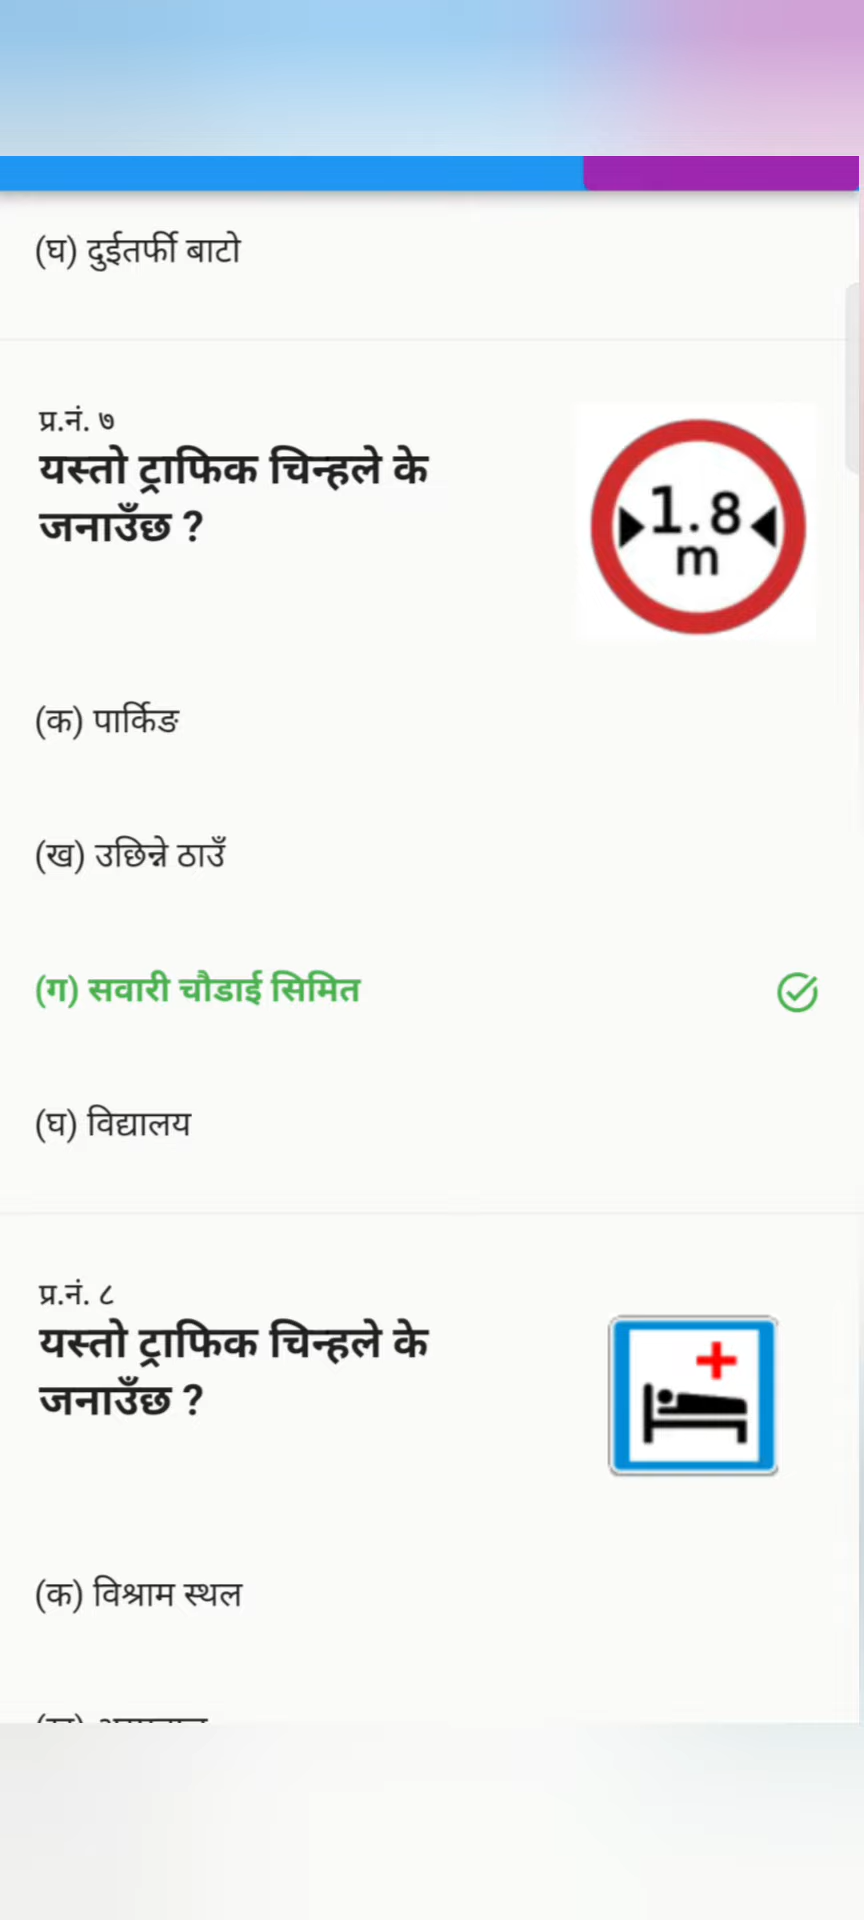 (घ) दुईतर्फी बाटो
प्र.नं. ७
यस्तो ट्राफिक चिन्हले के
जनाउँछ ?
1.8
m
(क) पार्किङ
(ख) उछिन्ने ठाउँ
(ग) सवारी चौडाई सिमित
(घ) विद्यालय
प्र.नं. ८
यस्तो ट्राफिक चिन्हले के
जनाउँछ ?
(क) विश्राम स्थल